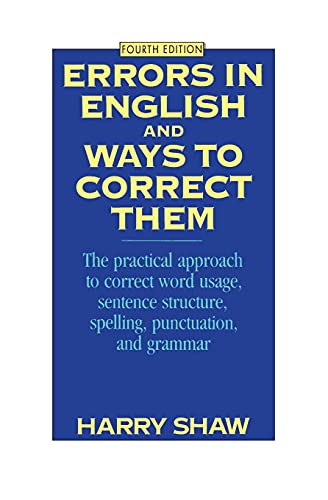 FOURTH EDITION
ERRORS IN
ENGLISH
AND
WAYS TO
CORRECT
THEM
The practical approach
to correct word usage,
sentence structure,
spelling, punctuation,
and grammar
HARRY SHAW